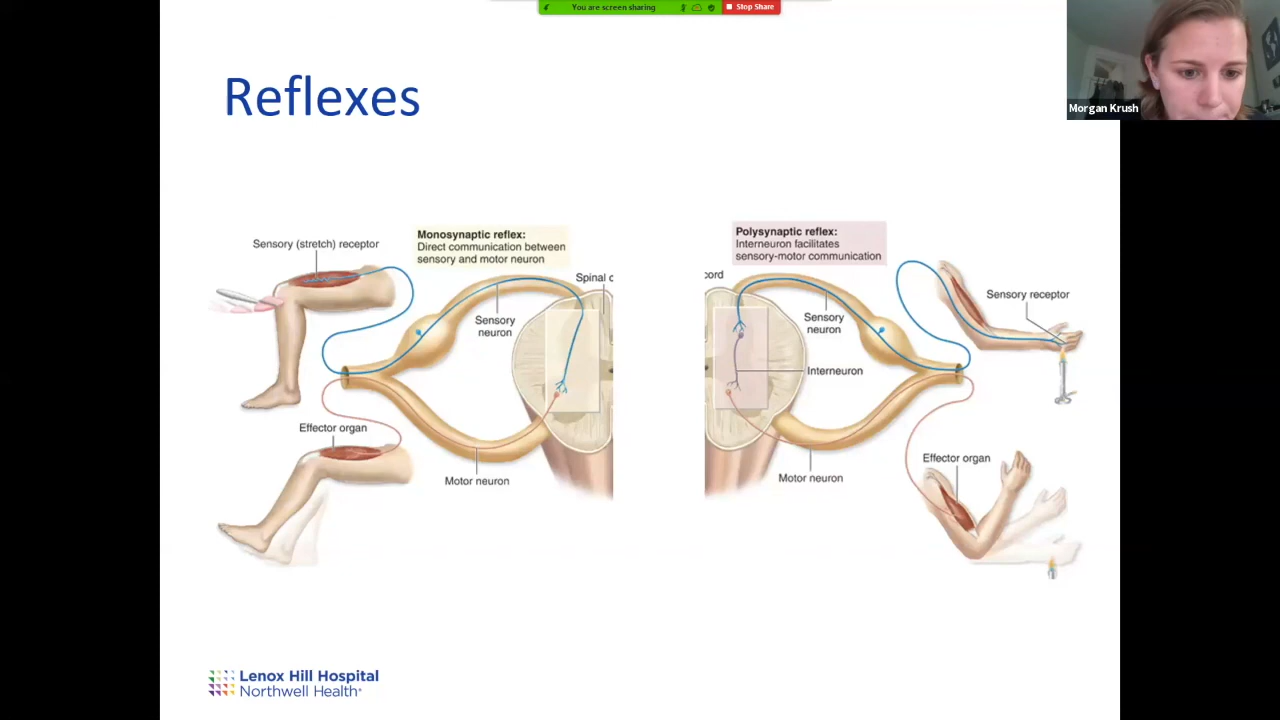 You are screen sharing
Stop Share
Morgan Krush
Reflexes
Sensory (stretch) receptor
Monosynaptic reflex:
Direct communication between
sensory and motor neuron
Spinal c
Sensory
neuron
Effector organ
Motor neuron
Polysynaptic reflex:
Interneuron facilitates
sensory-motor communication
cord
Sensory receptor
Sensory
neuron
Interneuron
Effector organ
Motor neuron
Lenox Hill Hospital
Northwell Health®